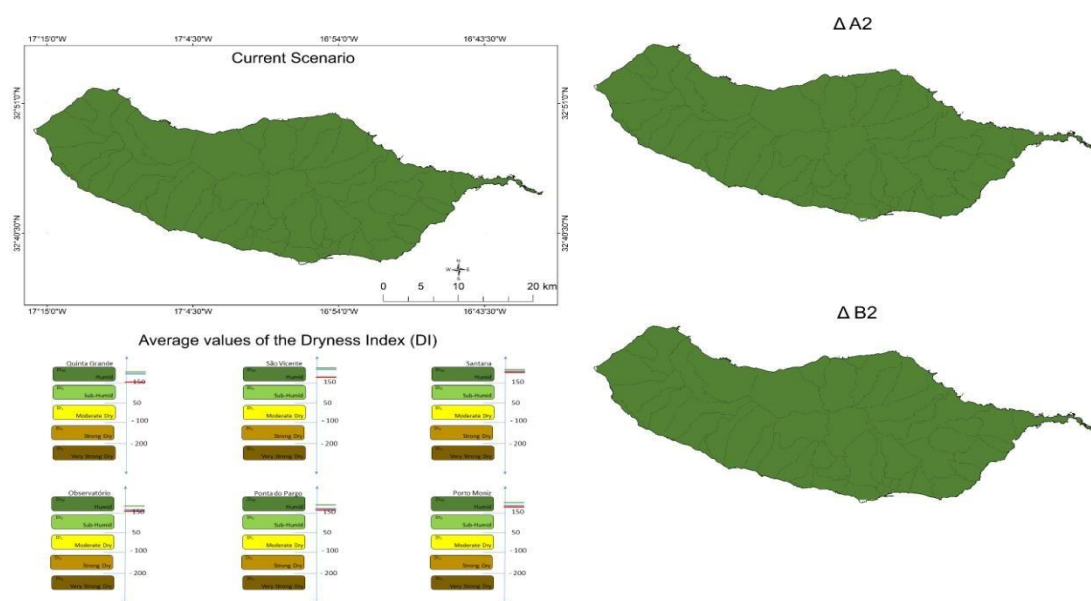 17°15'0"W 17°4'30"W 16°54'0"W 16°43'30"W
Current Scenario
32°51'0"N
32°51'0"N
32°40'30"N
32°40'30"N
N
W E
S
0 5 10 20 km
17°15'0"W 17°4'30"W 16°54'0"W 16°43'30"W
Δ A2
Δ B2
Average values of the Dryness Index (DI)
Quinta Grande
Humid
150
Sub-Humid
50
Moderate Dry
- 100
Strong Dry
- 200
Very Strong Dry
São Vicente
Humid
150
Sub-Humid
50
Moderate Dry
- 100
Strong Dry
- 200
Very Strong Dry
Santana
Humid
150
Sub-Humid
50
Moderate Dry
- 100
Strong Dry
- 200
Very Strong Dry
Observatório
Humid
150
Sub-Humid
50
Moderate Dry
- 100
Strong Dry
- 200
Very Strong Dry
Ponta do Pargo
Humid
150
Sub-Humid
50
Moderate Dry
- 100
Strong Dry
- 200
Very Strong Dry
Porto Moniz
Humid
150
Sub-Humid
50
Moderate Dry
- 100
Strong Dry
- 200
Very Strong Dry